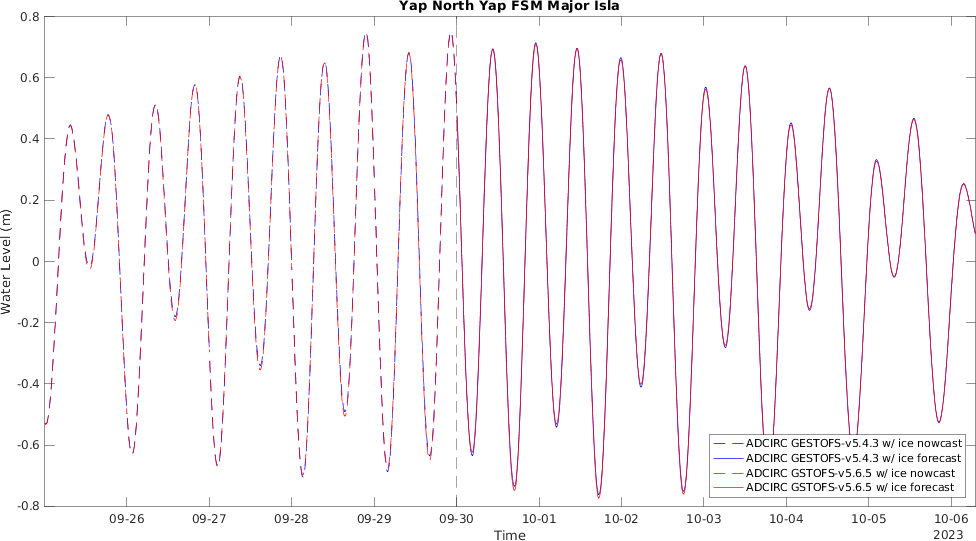 Yap North Yap FSM Major Isla
0.8
0.6
0.4
0.2
0
-0.2
-0.4
-0.6
-0.8
Water Level (m)
09-26 09-27 09-28 09-29 09-30 10-01 10-02 10-03 10-04 10-05 10-06
2023
Time
ADCIRC GESTOFS-v5.4.3 w/ ice nowcast
ADCIRC GESTOFS-v5.4.3 w/ ice forecast
ADCIRC GSTOFS-v5.6.5 w/ ice nowcast
ADCIRC GSTOFS-v5.6.5 w/ ice forecast